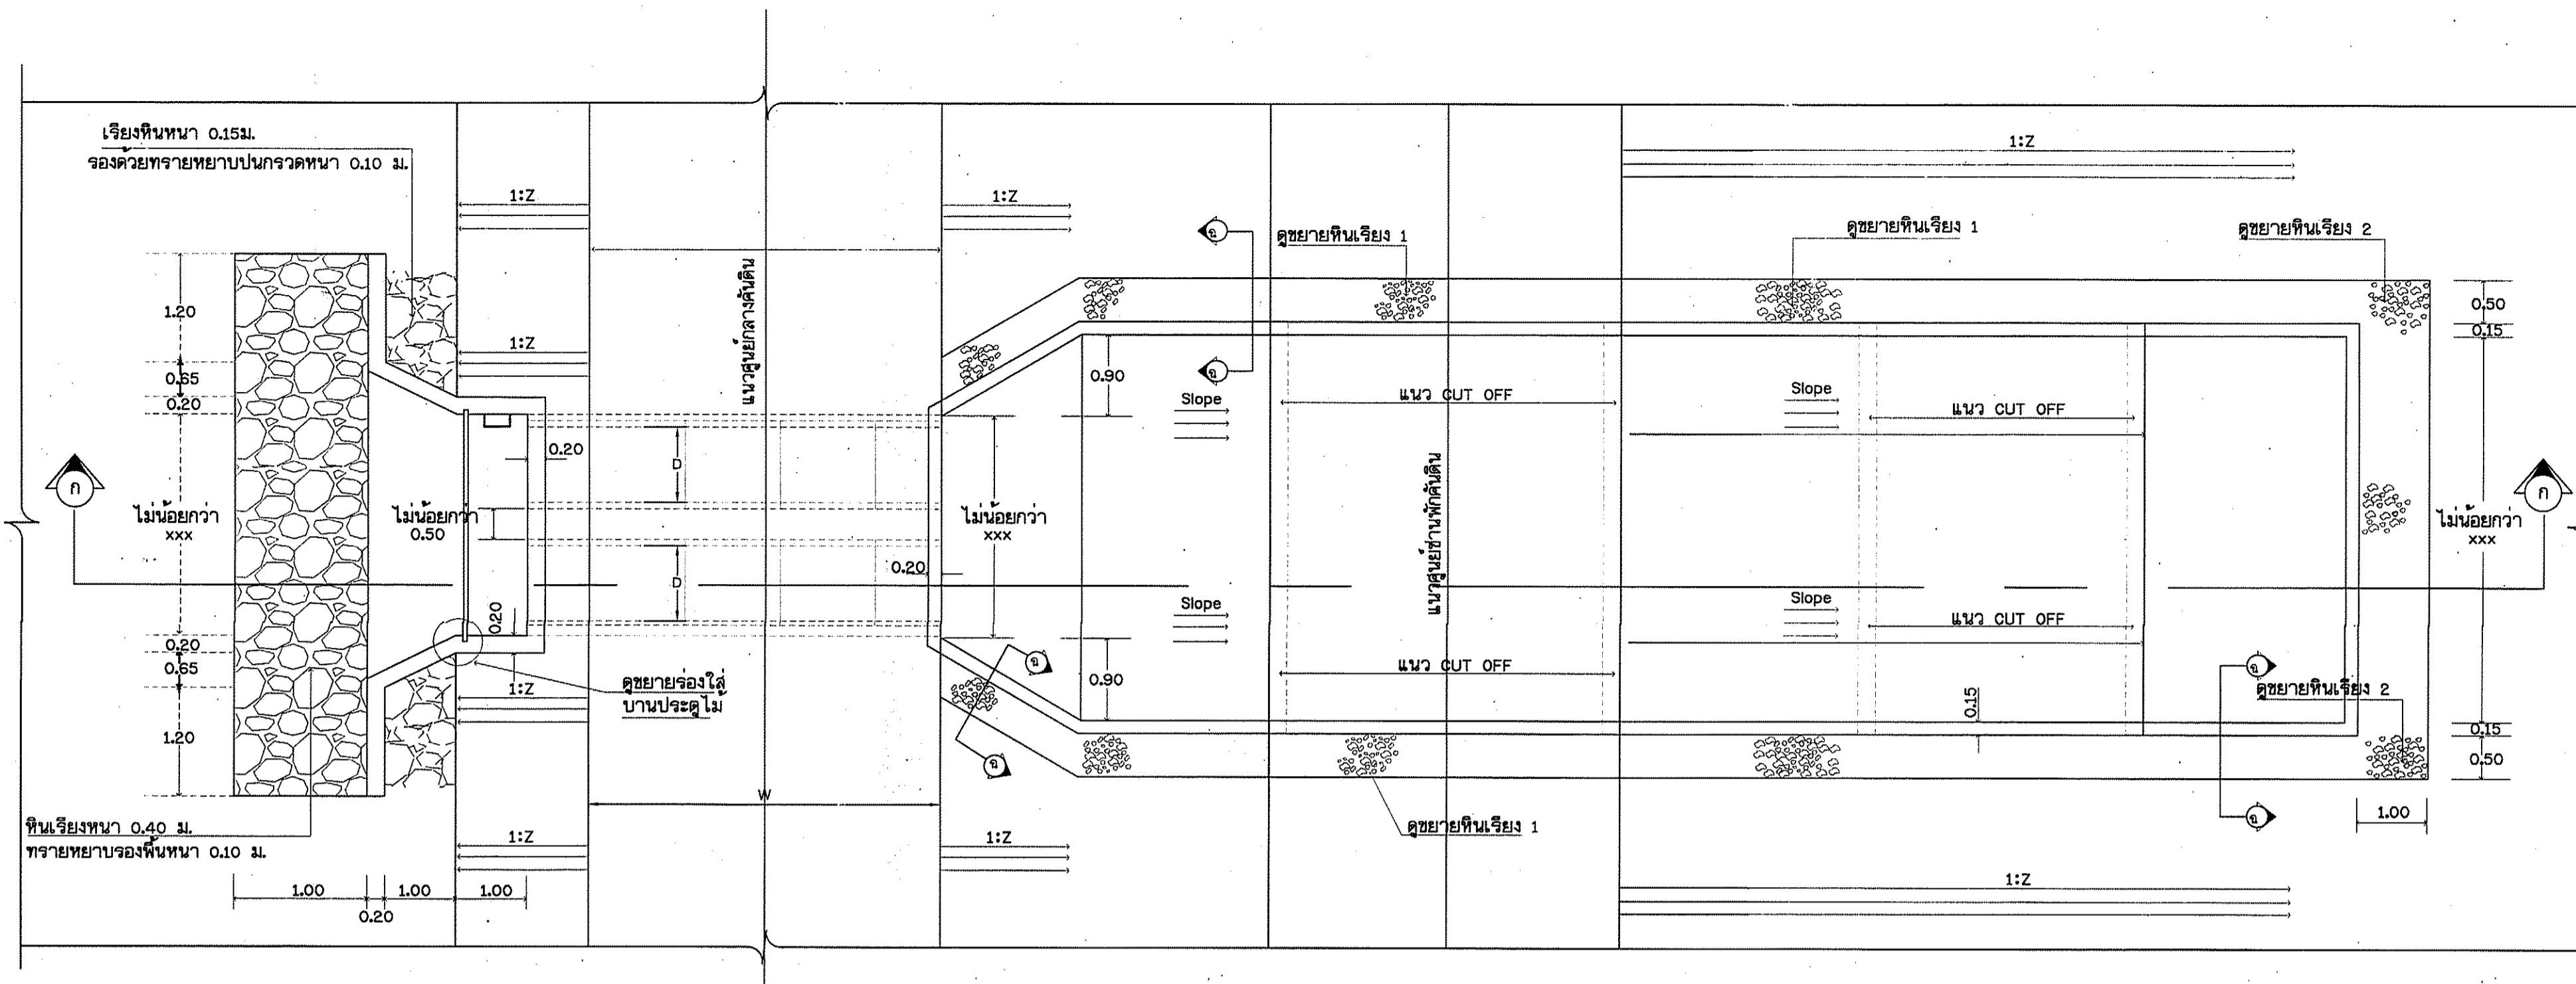 เรียงหินหนา 0.15ม.
รองด้วยทรายหยาบปนกรวดหนา 0.10 ม.
1:Z
1:Z
1:Z
ดูขยายหินเรียง 1
ดูขยายหินเรียง 1
ดูขยายหินเรียง 2
ฉ
ฉ
แนวศูนย์กลางคันดิน
1.20
0.65
0.20
1:Z
0.50
0.15
0.90
Slope
แนว CUT OFF
Slope
แนว CUT OFF
0.20
D
ก
ไม่น้อยกว่า
xxx
ไม่น้อยกว่า
0.50
ไม่น้อยกว่า
xxx
แนวศูนย์ชานพักคันดิน
ไม่น้อยกว่า
xxx
ก
0.20
D
0.20
Slope
แนว CUT OFF
Slope
แนว CUT OFF
0.20
0.65
1.20
1:Z
ดูขยายร่องใส่
บานประตูไม้
0.90
ฉ
ฉ
0.15
ฉ
ฉ
ดูขยายหินเรียง 2
0.15
0.50
1.00
W
หินเรียงหนา 0.40 ม.
ทรายหยาบรองพื้นหนา 0.10 ม.
1:Z
1:Z
ดูขยายหินเรียง 1
1:Z
1.00
0.20
1.00
1.00